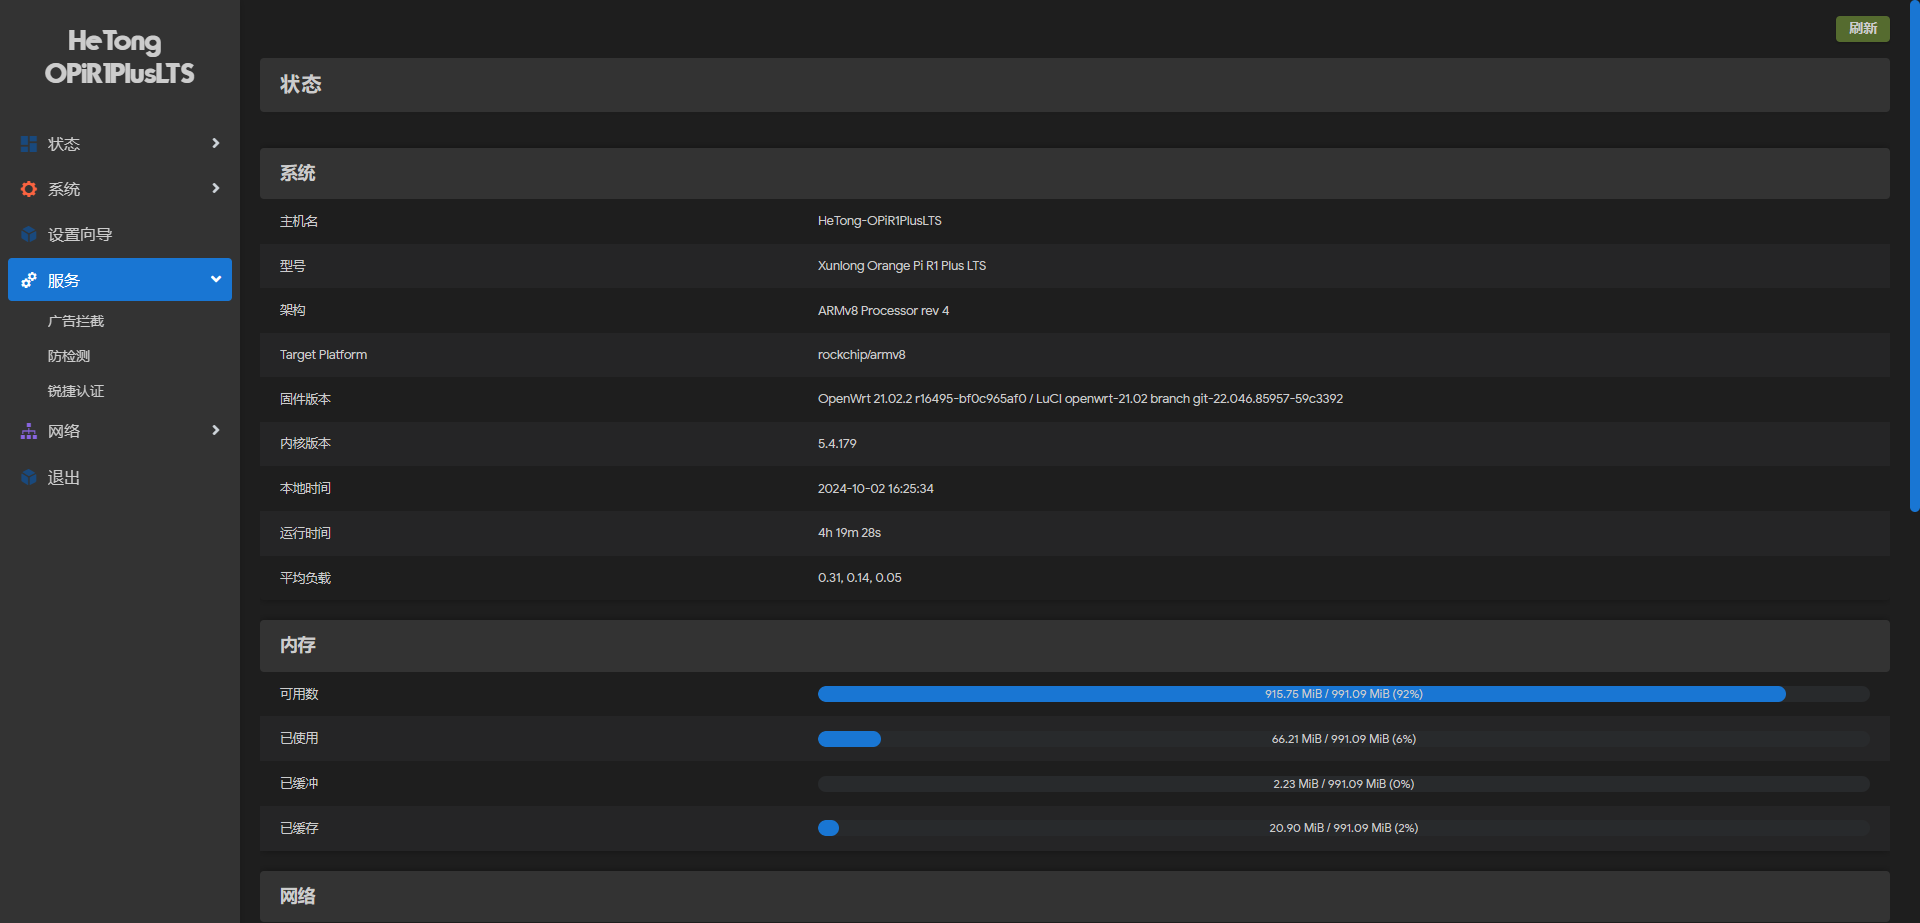 HeTong
OPiR1PlusLTS
状态
系统
设置向导
服务
广告拦截
防检测
锐捷认证
网络
退出
刷新
状态
系统
主机名 HeTong-OPiR1PlusLTS
型号 Xunlong Orange Pi R1 Plus LTS
架构 ARMv8 Processor rev 4
Target Platform rockchip/armv8
固件版本 OpenWrt 21.02.2 r16495-bf0c965af0 / LuCI openwrt-21.02 branch git-22.046.85957-59c3392
内核版本 5.4.179
本地时间 2024-10-02 16:25:34
运行时间 4h 19m 28s
平均负载 0.31, 0.14, 0.05
内存
可用数 915.75 MiB / 991.09 MiB (92%)
已使用 66.21 MiB / 991.09 MiB (6%)
已缓冲 2.23 MiB / 991.09 MiB (0%)
已缓存 20.90 MiB / 991.09 MiB (2%)
网络